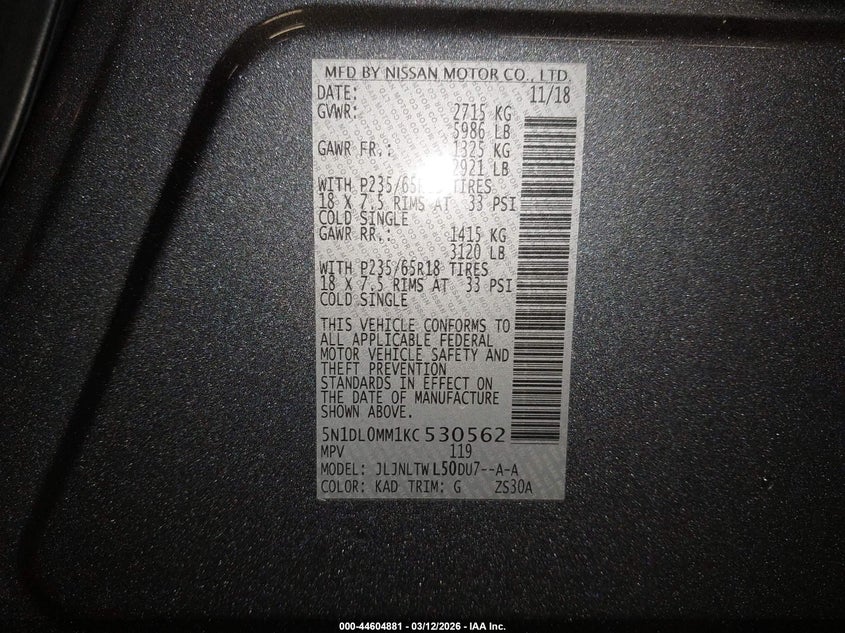 MFD BY NISSAN MOTOR CO., LTD.
DATE: 11/18
GVWR: 2715 KG
5986 LB
GAWR FR.: 1325 KG
2921 LB
WITH P235/65R18 TIRES
18 X 7.5 RIMS AT 33 PSI
COLD SINGLE
GAWR RR.: 1415 KG
3120 LB
WITH P235/65R18 TIRES
18 X 7.5 RIMS AT 33 PSI
COLD SINGLE
THIS VEHICLE CONFORMS TO
ALL APPLICABLE FEDERAL
MOTOR VEHICLE SAFETY AND
THEFT PREVENTION
STANDARDS IN EFFECT ON
THE DATE OF MANUFACTURE
SHOWN ABOVE.
5N1DL0MM1KC530562
MPV 119
MODEL: JLJNLTWL50DU7--A-A
COLOR: KAD TRIM: G ZS30A
000-44604881 - 03/12/2026 - IAA Inc.